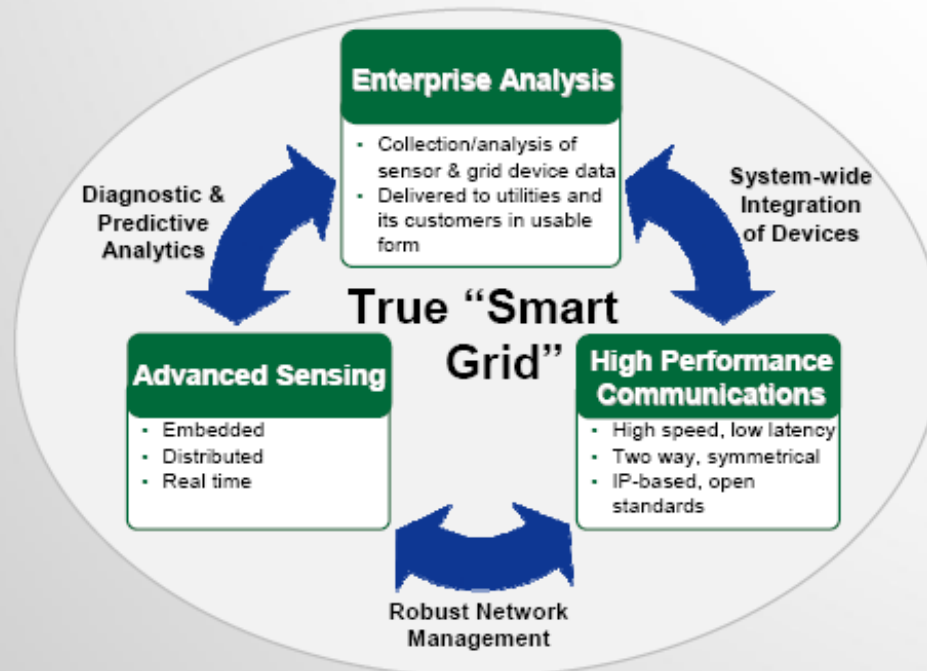 Enterprise Analysis
• Collection/analysis of
sensor & grid device data
• Delivered to utilities and
its customers in usable
form
Diagnostic &
Predictive
Analytics
System-wide
Integration
of Devices
True “Smart
Grid”
Advanced Sensing
• Embedded
• Distributed
• Real time
High Performance
Communications
• High speed, low latency
• Two way, symmetrical
• IP-based, open
standards
Robust Network
Management